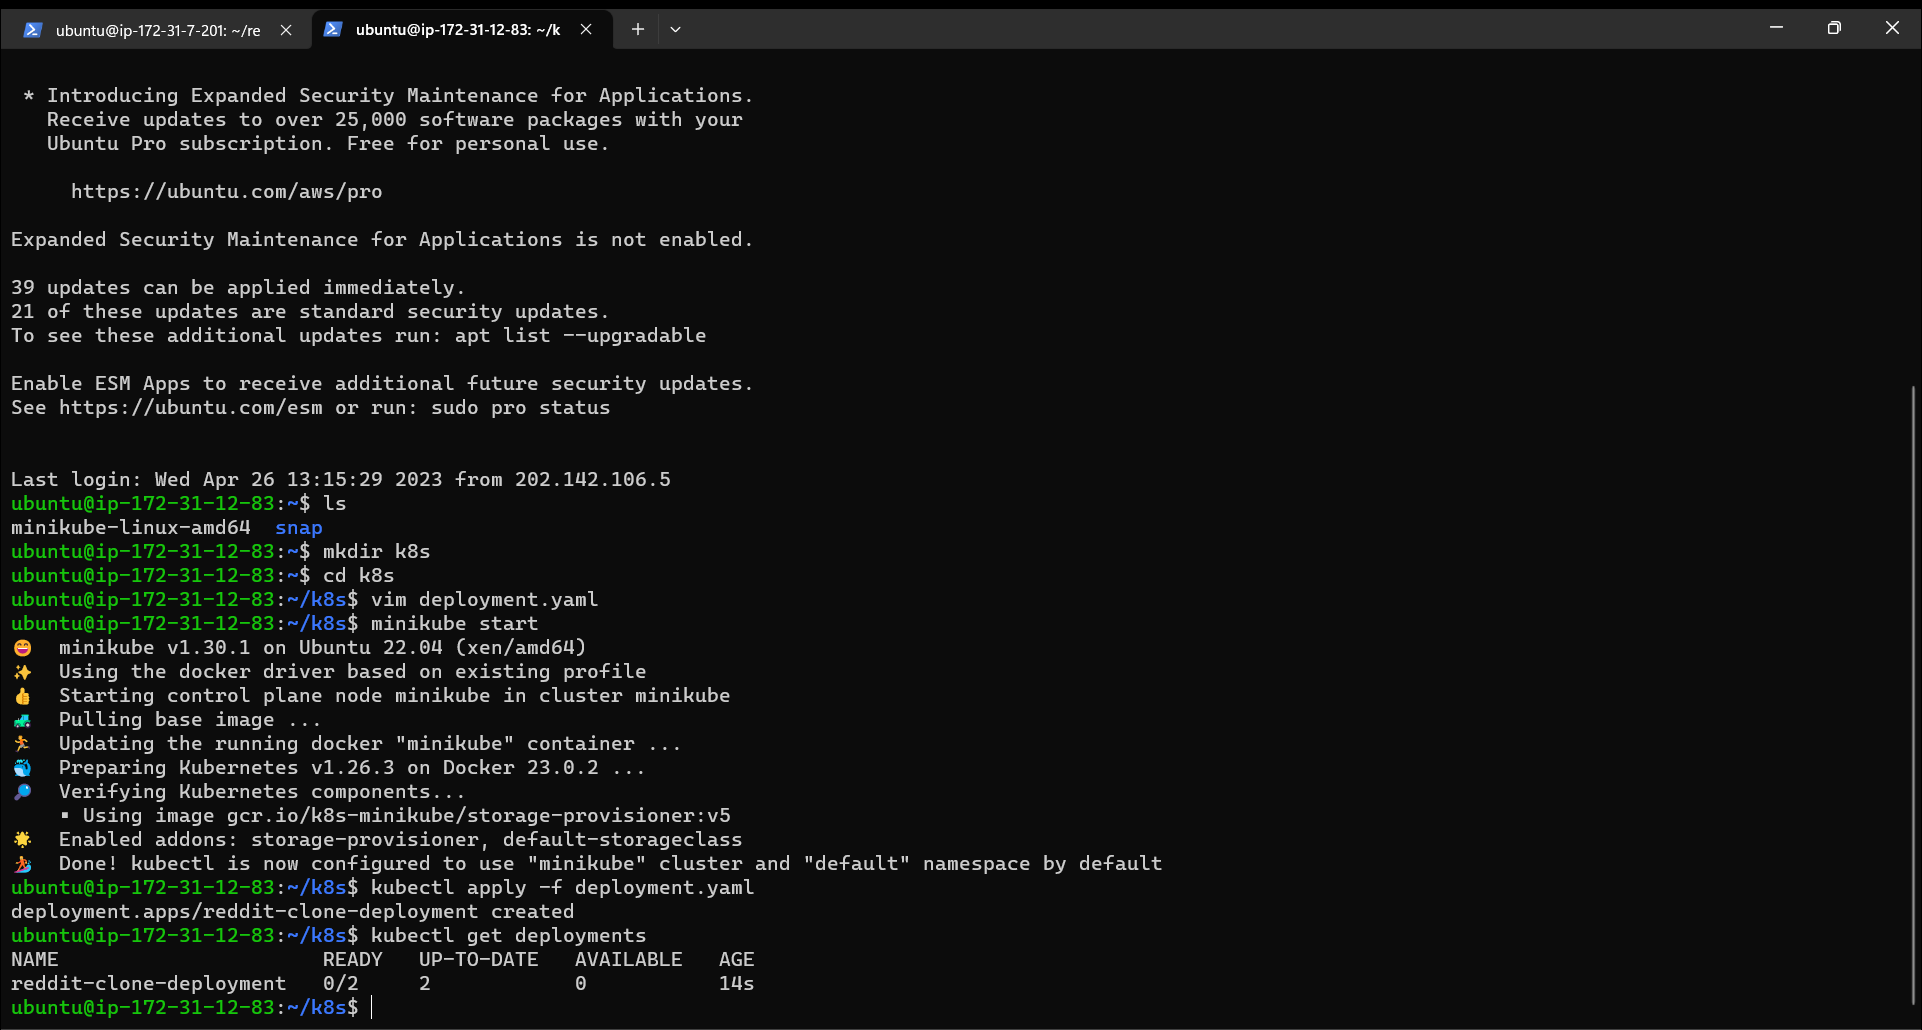 ubuntu@ip-172-31-7-201: ~/re
ubuntu@ip-172-31-12-83: ~/k
 * Introducing Expanded Security Maintenance for Applications.
   Receive updates to over 25,000 software packages with your
   Ubuntu Pro subscription. Free for personal use.
     https://ubuntu.com/aws/pro
Expanded Security Maintenance for Applications is not enabled.
39 updates can be applied immediately.
21 of these updates are standard security updates.
To see these additional updates run: apt list --upgradable
Enable ESM Apps to receive additional future security updates.
See https://ubuntu.com/esm or run: sudo pro status
Last login: Wed Apr 26 13:15:29 2023 from 202.142.106.5
ubuntu@ip-172-31-12-83:~$ ls
minikube-linux-amd64  snap
ubuntu@ip-172-31-12-83:~$ mkdir k8s
ubuntu@ip-172-31-12-83:~$ cd k8s
ubuntu@ip-172-31-12-83:~/k8s$ vim deployment.yaml
ubuntu@ip-172-31-12-83:~/k8s$ minikube start
😄  minikube v1.30.1 on Ubuntu 22.04 (xen/amd64)
✨  Using the docker driver based on existing profile
👍  Starting control plane node minikube in cluster minikube
🚜  Pulling base image ...
🏃  Updating the running docker "minikube" container ...
🐳  Preparing Kubernetes v1.26.3 on Docker 23.0.2 ...
🔎  Verifying Kubernetes components...
    ▪ Using image gcr.io/k8s-minikube/storage-provisioner:v5
🌟  Enabled addons: storage-provisioner, default-storageclass
🏄  Done! kubectl is now configured to use "minikube" cluster and "default" namespace by default
ubuntu@ip-172-31-12-83:~/k8s$ kubectl apply -f deployment.yaml
deployment.apps/reddit-clone-deployment created
ubuntu@ip-172-31-12-83:~/k8s$ kubectl get deployments
NAME                      READY   UP-TO-DATE   AVAILABLE   AGE
reddit-clone-deployment   0/2     2            0           14s
ubuntu@ip-172-31-12-83:~/k8s$